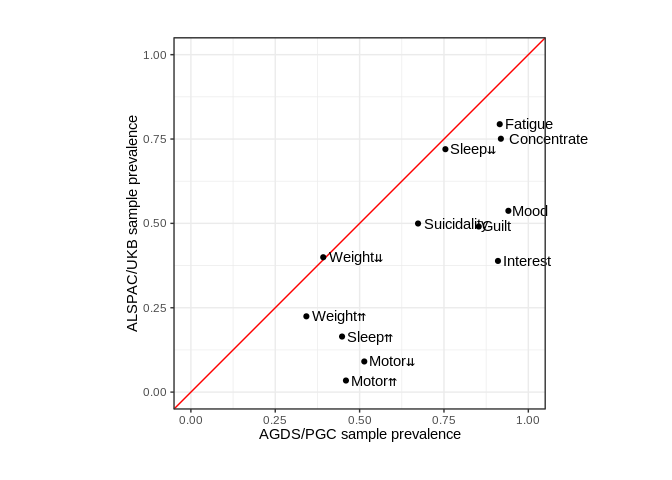 1.00
Fatigue
Concentrate
0.75
Sleep⇊
Mood
0.50
Suicidality
Guilt
Interest
Weight⇊
0.25
Weight⇈
Sleep⇈
Motor⇊
Motor⇈
0.00
0.00 0.25 0.50 0.75 1.00
AGDS/PGC sample prevalence
ALSPAC/UKB sample prevalence